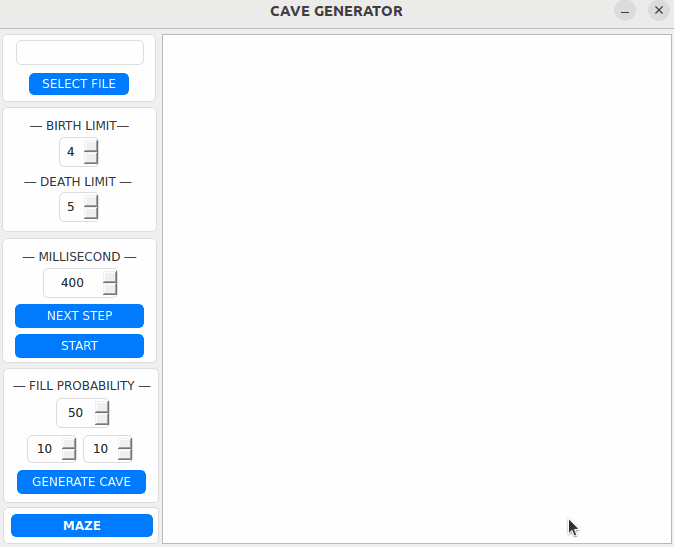 CAVE GENERATOR
SELECT FILE
— BIRTH LIMIT—
4
— DEATH LIMIT —
5
— MILLISECOND —
400
NEXT STEP
START
— FILL PROBABILITY —
50
10 10
GENERATE CAVE
MAZE